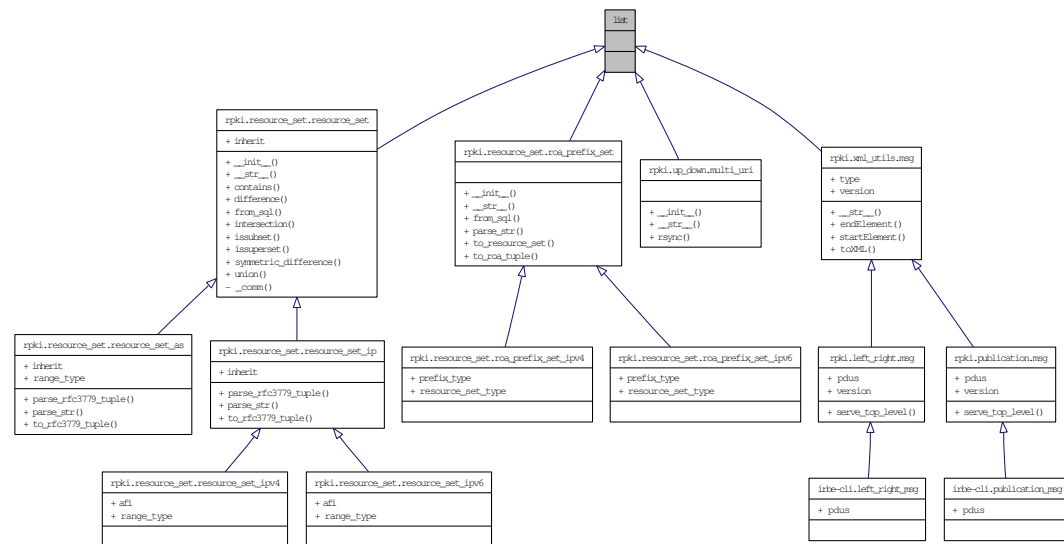 list
rpki.resource_set.resource_set
+ inherit
+ __init__()
+ __str__()
+ contains()
+ difference()
+ from_sql()
+ intersection()
+ issubset()
+ issuperset()
+ symmetric_difference()
+ union()
- _comm()
rpki.resource_set.roa_prefix_set
+ __init__()
+ __str__()
+ from_sql()
+ parse_str()
+ to_resource_set()
+ to_roa_tuple()
rpki.up_down.multi_uri
+ __init__()
+ __str__()
+ rsync()
rpki.xml_utils.msg
+ type
+ version
+ __str__()
+ endElement()
+ startElement()
+ toXML()
rpki.resource_set.resource_set_as
+ inherit
+ range_type
+ parse_rfc3779_tuple()
+ parse_str()
+ to_rfc3779_tuple()
rpki.resource_set.resource_set_ip
+ inherit
+ parse_rfc3779_tuple()
+ parse_str()
+ to_rfc3779_tuple()
rpki.resource_set.roa_prefix_set_ipv4
+ prefix_type
+ resource_set_type
rpki.resource_set.roa_prefix_set_ipv6
+ prefix_type
+ resource_set_type
rpki.left_right.msg
+ pdus
+ version
+ serve_top_level()
rpki.publication.msg
+ pdus
+ version
+ serve_top_level()
rpki.resource_set.resource_set_ipv4
+ afi
+ range_type
rpki.resource_set.resource_set_ipv6
+ afi
+ range_type
irbe-cli.left_right_msg
+ pdus
irbe-cli.publication_msg
+ pdus